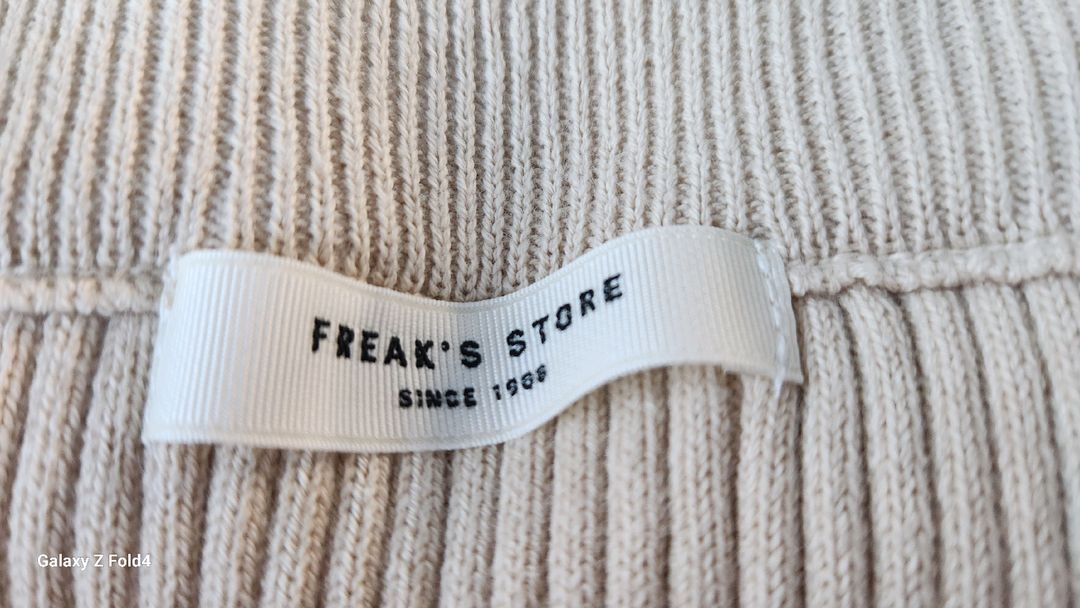 FREAK'S STORE
SINCE 1986
Galaxy Z Fold4